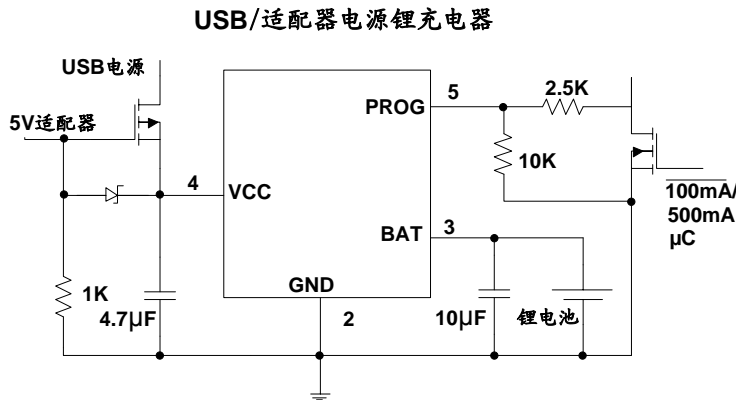 USB/适配器电源锂充电器
USB电源
5V适配器
4
VCC
PROG
5
2.5K
10K
100mA/
500mA
μC
BAT
3
GND
2
1K
4.7μF
10μF
锂电池